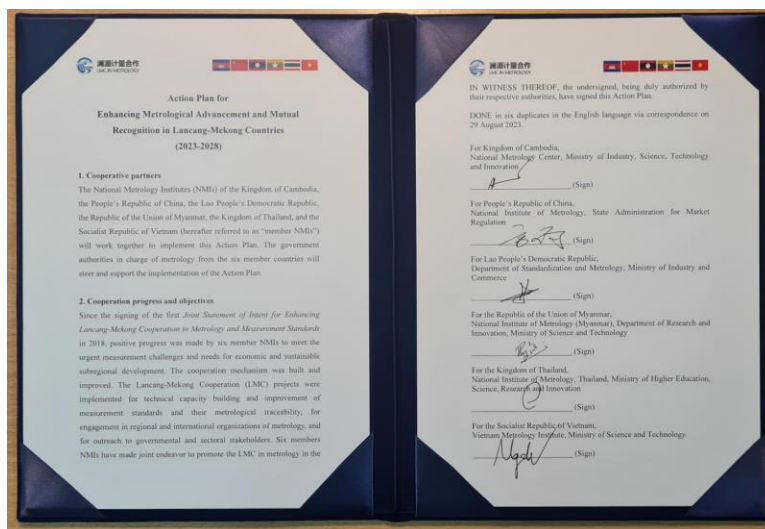 澜湄计量合作
LMC IN METROLOGY
Action Plan for
Enhancing Metrological Advancement and Mutual
Recognition in Lancang-Mekong Countries
(2023-2028)
1. Cooperative partners
The National Metrology Institutes (NMIs) of the Kingdom of Cambodia,
the People's Republic of China, the Lao People's Democratic Republic,
the Republic of the Union of Myanmar, the Kingdom of Thailand, and the
Socialist Republic of Vietnam (hereafter referred to as "member NMIs")
will work together to implement this Action Plan. The government
authorities in charge of metrology from the six member countries will
steer and support the implementation of the Action Plan.
2. Cooperation progress and objectives
Since the signing of the first Joint Statement of Intent for Enhancing
Lancang-Mekong Cooperation in Metrology and Measurement Standards
in 2018, positive progress was made by six member NMIs to meet the
urgent measurement challenges and needs for economic and sustainable
subregional development. The cooperation mechanism was built and
improved. The Lancang-Mekong Cooperation (LMC) projects were
implemented for technical capacity building and improvement of
measurement standards and their metrological traceability, for
engagement in regional and international organizations of metrology, and
for outreach to governmental and sectoral stakeholders. Six members
NMIs have made joint endeavor to promote the LMC in metrology in the
澜湄计量合作
LMC IN METROLOGY
IN WITNESS THEREOF, the undersigned, being duly authorized by
their respective authorities, have signed this Action Plan.
DONE in six duplicates in the English language via correspondence on
29 August 2023.
For Kingdom of Cambodia,
National Metrology Center, Ministry of Industry, Science, Technology
and Innovation
(Sign)
For People's Republic of China,
National Institute of Metrology, State Administration for Market
Regulation
(Sign)
For Lao People's Democratic Republic,
Department of Standardization and Metrology, Ministry of Industry and
Commerce
(Sign)
For the Republic of the Union of Myanmar,
National Institute of Metrology (Myanmar), Department of Research and
Innovation, Ministry of Science and Technology
(Sign)
For the Kingdom of Thailand,
National Institute of Metrology, Thailand, Ministry of Higher Education,
Science, Research and Innovation
(Sign)
For the Socialist Republic of Vietnam,
Vietnam Metrology Institute, Ministry of Science and Technology
(Sign)